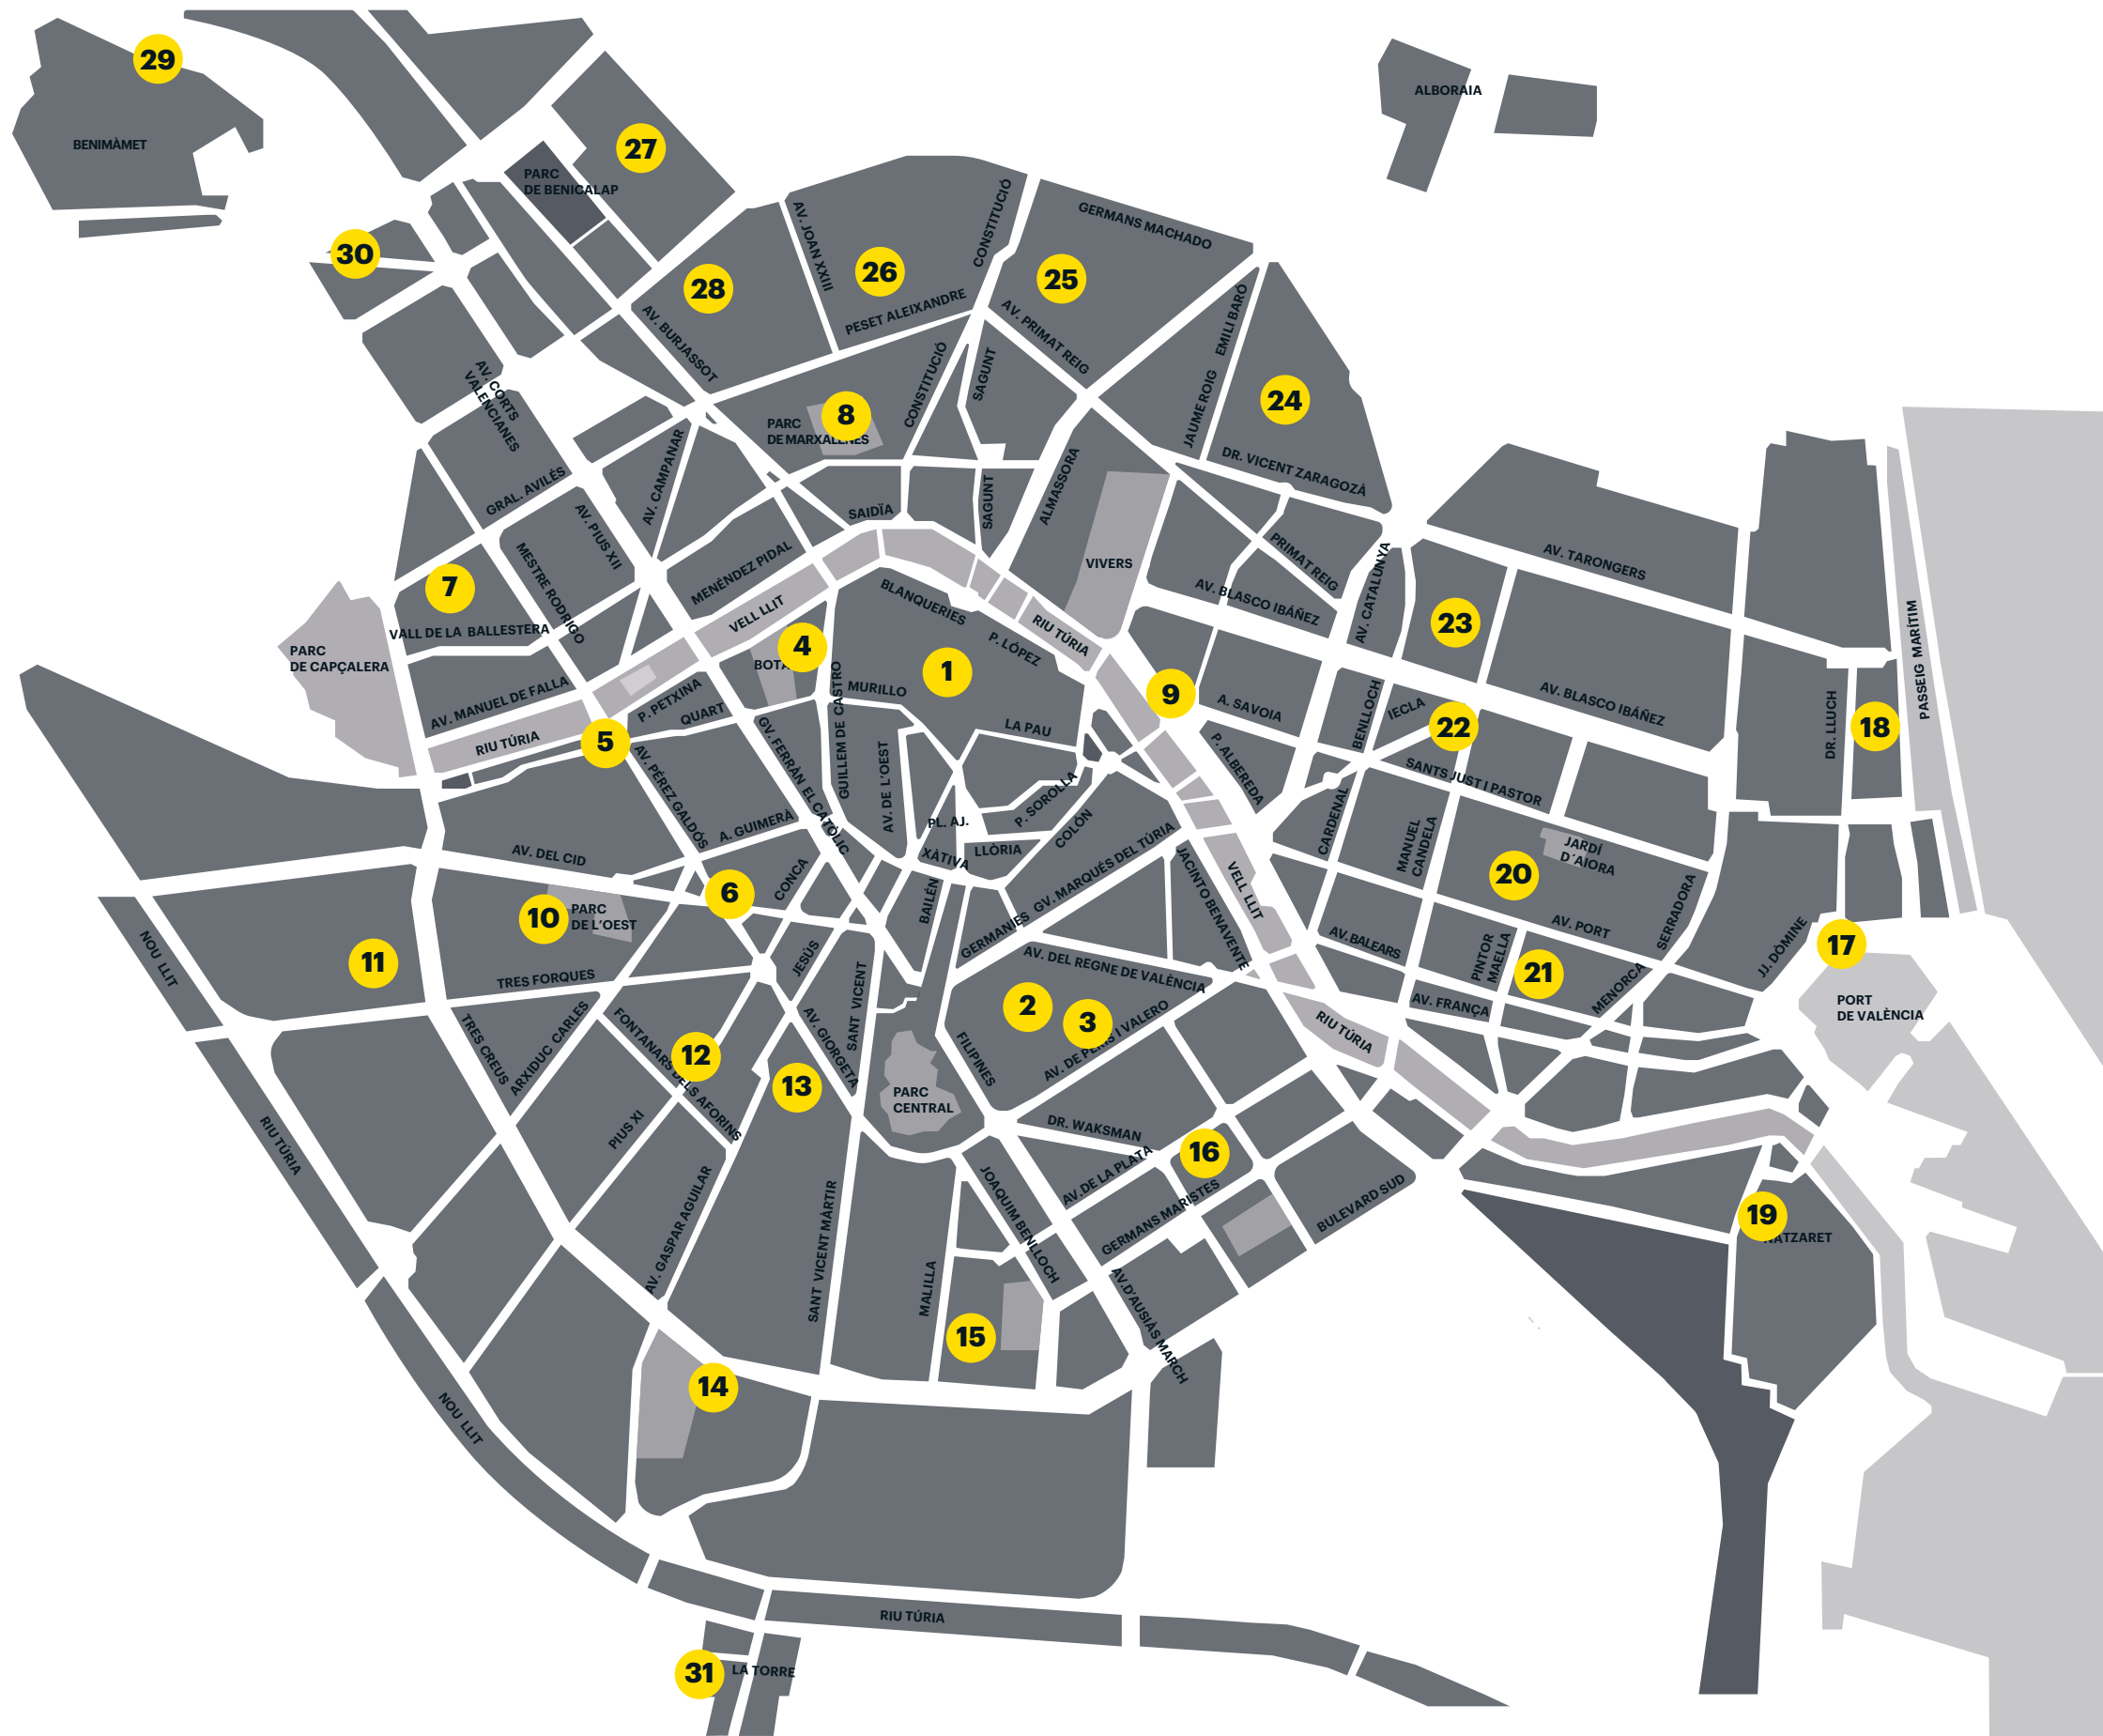 29
BENIMÀMET
ALBORAIA
27
PARC
DE BENICALAP
30
28
AV. JOAN XXIII
26
CONSTITUCIÓ
GERMANS MACHADO
25
PESET ALEIXANDRE
AV. BURJASSOT
AV. PRIMAT REIG
EMILI BARÓ
JAUME ROIG
24
AV. CORTS
VALENCIANES
CONSTITUCIÓ
SAGUNT
8
PARC
DE MARXALENES
DR. VICENT ZARAGOZÀ
GRAL. AVILÉS
AV. CAMPANAR
SAIDÏA
SAGUNT
ALMASSORA
AV. PIUS XII
MESTRE RODRIGO
MENÉNDEZ PIDAL
VIVERS
PRIMAT REIG
AV. CATALUNYA
AV. TARONGERS
7
VALL DE LA BALLESTERA
VELL LLIT
BLANQUERIES
P. LÓPEZ
RIU TÚRIA
AV. BLASCO IBÁÑEZ
23
PARC
DE CAPÇALERA
4
BOTA
1
PASSEIG MARÍTIM
AV. MANUEL DE FALLA
P. PETXINA
QUART
GUILLEM DE CASTRO
MURILLO
LA PAU
9
A. SAVOIA
BENLLOCH
IECLA
22
AV. BLASCO IBÁÑEZ
DR. LLUCH
18
RIU TÚRIA
5
AV. PÉREZ GALDÓS
GV. FERRÀN EL CATÒLIC
AV. DE L'OEST
P. SOROLLA
P. ALBEREDA
SANTS JUST I PASTOR
A. GUIMERÀ
PL. AJ.
COLÓN
CARDENAL
MANUEL
CANDELA
JARDÍ
D´AIORA
AV. DEL CID
XÀTIVA
LLÒRIA
GV. MARQUÉS DEL TÚRIA
JACINTO BENAVENTE
VELL LLIT
20
6
CONCA
BAILÉN
GERMANIES
SERRADORA
10
PARC
DE L'OEST
AV. PORT
AV. BALEARS
PINTOR
MAELLA
JJ. DÒMINE
17
NOU LLIT
11
TRES FORQUES
JESÚS
SANT VICENT
AV. DEL REGNE DE VALÈNCIA
21
MENORCA
PORT
DE VALÈNCIA
TRES CREUS
ARXIDUC CARLES
FONTANARS DELS AFORINS
AV. GIORGETA
2
3
AV. DE PERIS I VALERO
RIU TÚRIA
AV. FRANÇA
12
13
FILIPINES
PARC
CENTRAL
RIU TÚRIA
PIUS XI
DR. WAKSMAN
16
AV. DE LA PLATA
AV. GASPAR AGUILAR
SANT VICENT MÀRTIR
JOAQUIM BENLLOCH
GERMANS MARISTES
BULEVARD SUD
19
NATZARET
MALILLA
15
AV. D'AUSIÀS MARCH
14
NOU LLIT
RIU TÚRIA
31
LA TORRE